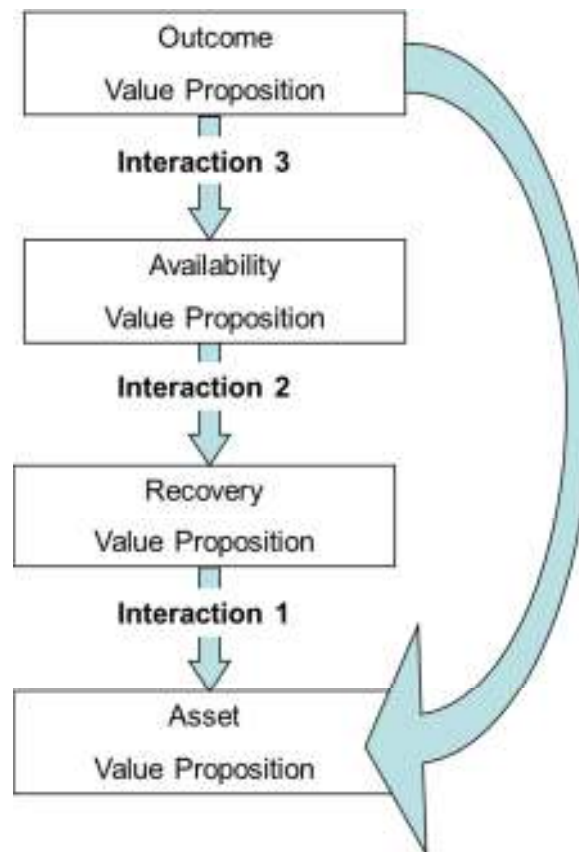 Outcome
Value Proposition
Interaction 3
Availability
Value Proposition
Interaction 2
Recovery
Value Proposition
Interaction 1
Asset
Value Proposition